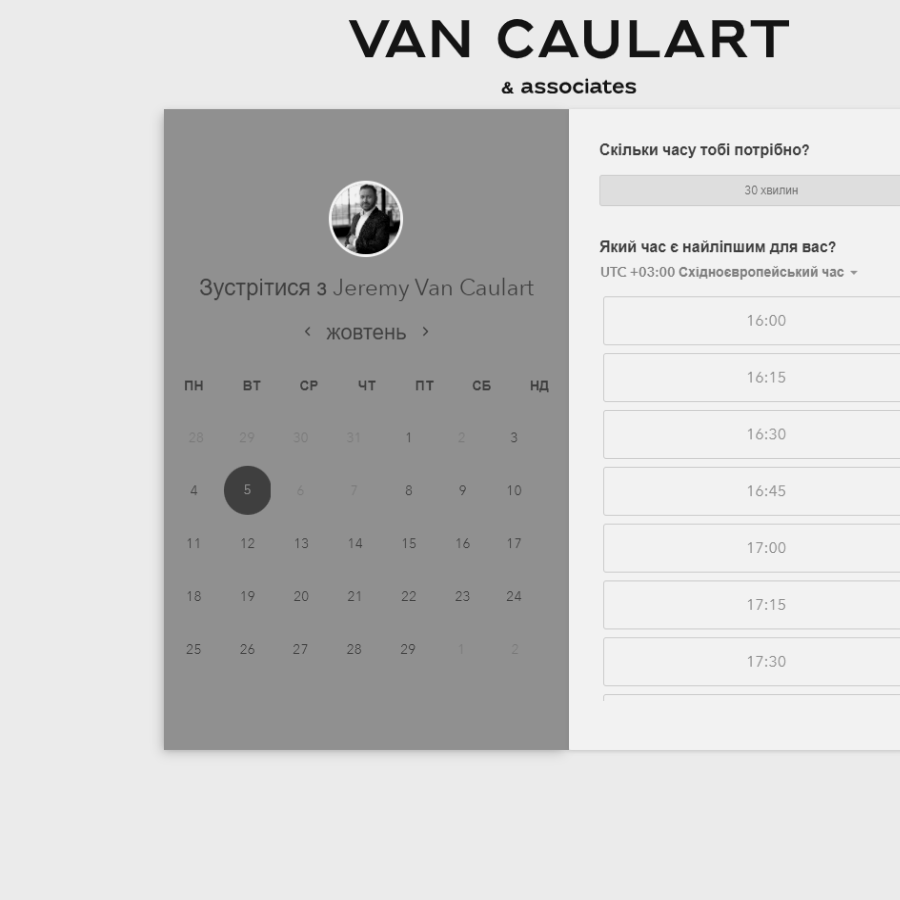 VAN CAULART
& associates
Зустрітися з Jeremy Van Caulart
‹ жовтень ›
ПН ВТ СР ЧТ ПТ СБ НД
28 29 30 31 1 2 3
4 5 6 7 8 9 10
11 12 13 14 15 16 17
18 19 20 21 22 23 24
25 26 27 28 29 1 2
Скільки часу тобі потрібно?
30 хвилин
Який час є найліпшим для вас?
UTC +03:00 Східноєвропейський час
16:00
16:15
16:30
16:45
17:00
17:15
17:30